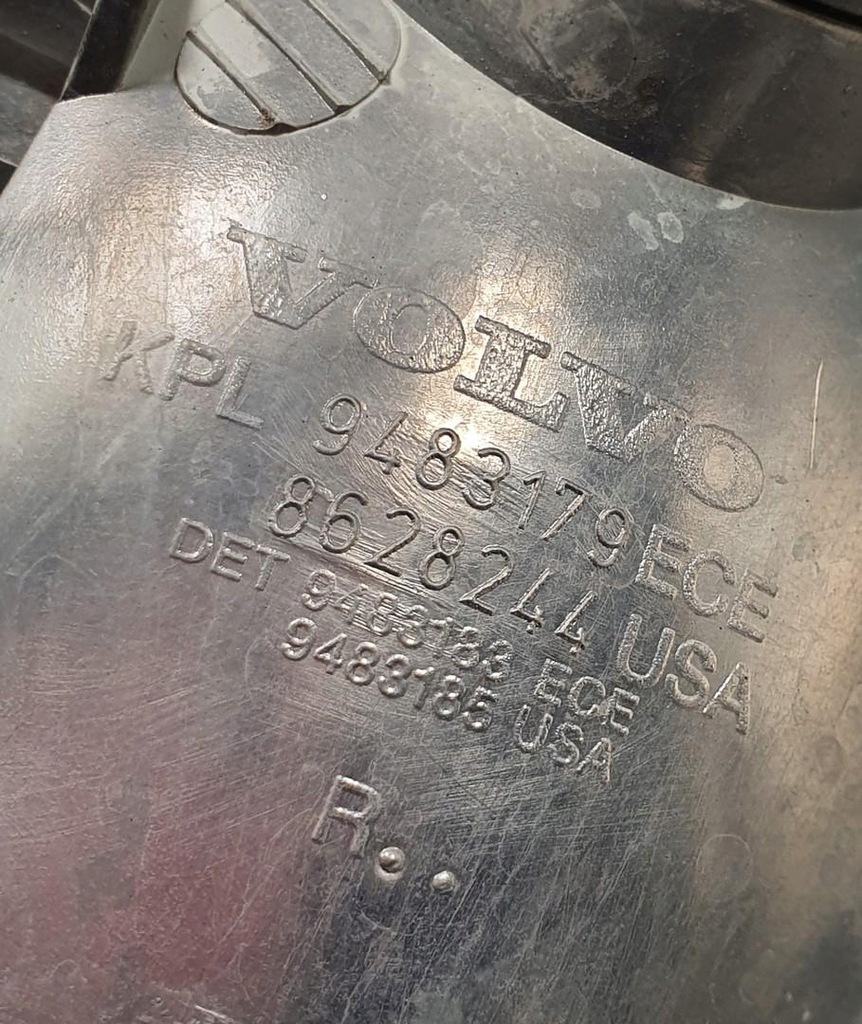 VOLVO
KPL 9483179 ECE
8628244 USA
DET 9483183 ECE
9483185 USA
R..